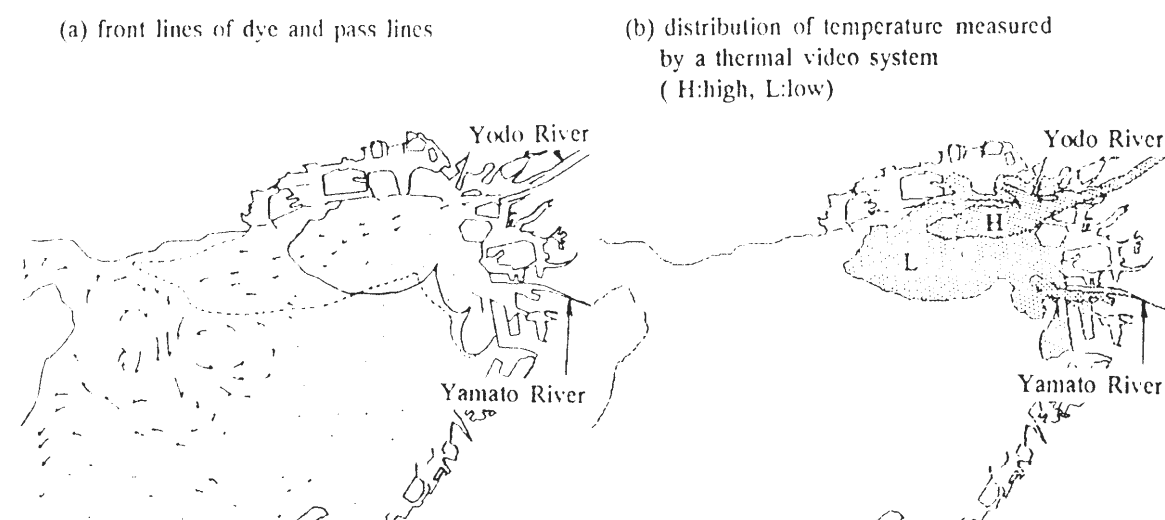 (a) front lines of dye and pass lines
(b) distribution of temperature measured
by a thermal video system
( H:high, L:low)
Yodo River
Yodo River
H
L
Yamato River
Yamato River